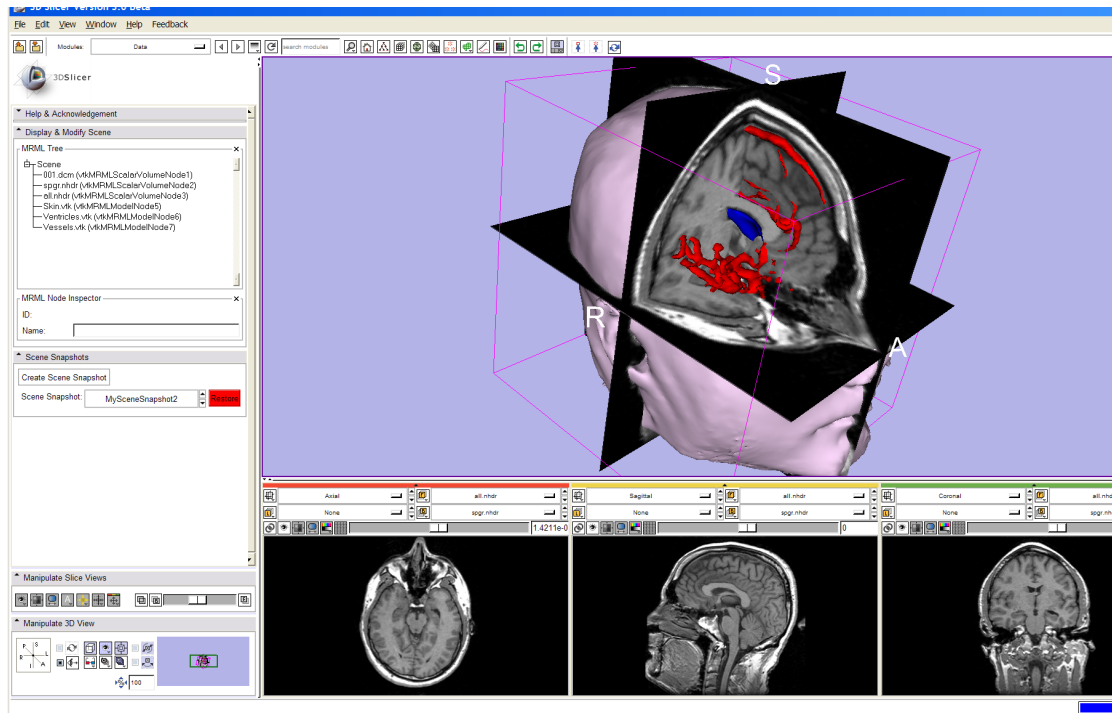 3D Slicer Version 3.0 Beta
File Edit View Window Help Feedback
Modules: Data search modules
3DSlicer
Help & Acknowledgement
Display & Modify Scene
MRML Tree
Scene
001.dcm (vtkMRMLScalarVolumeNode1)
spgr.nhdr (vtkMRMLScalarVolumeNode2)
all.nhdr (vtkMRMLScalarVolumeNode3)
Skin.vtk (vtkMRMLModelNode5)
Ventricles.vtk (vtkMRMLModelNode6)
Vessels.vtk (vtkMRMLModelNode7)
MRML Node Inspector
ID:
Name:
Scene Snapshots
Create Scene Snapshot
Scene Snapshot: MySceneSnapshot2 Restore
Manipulate Slice Views
Manipulate 3D View
P S
R L
I A
100
S
R
A
Axial all.nhdr Sagittal all.nhdr Coronal all.nhd
None spgr.nhdr None spgr.nhdr None spgr.nh
1.4211e-0 0